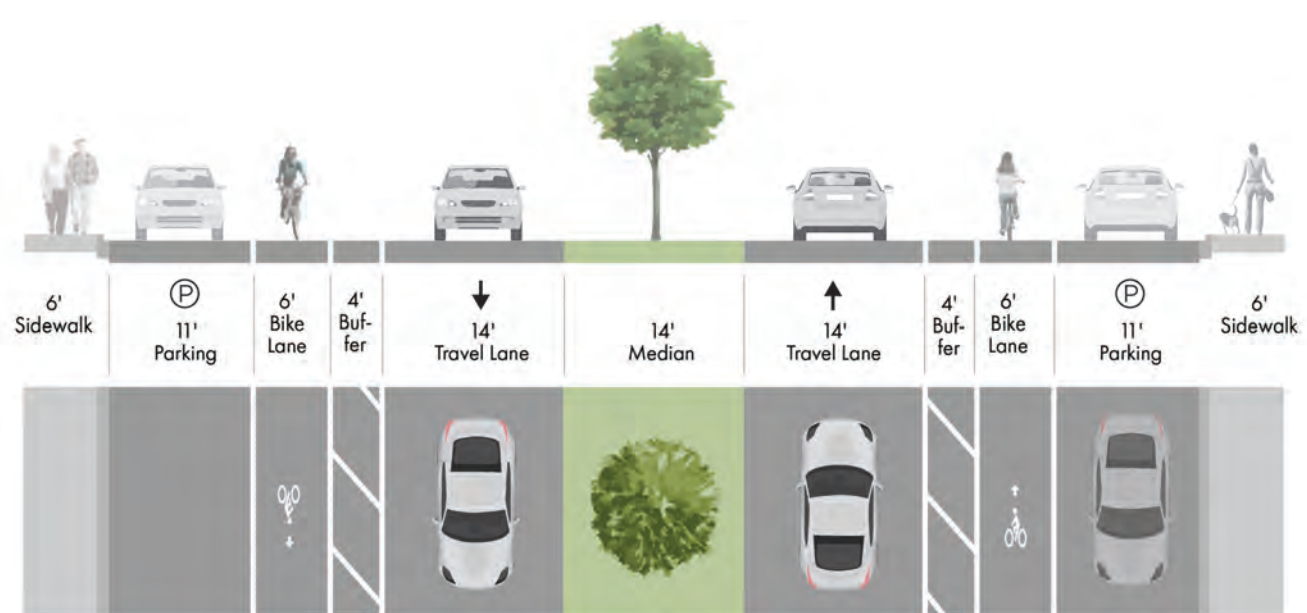 6'
Sidewalk
P
11'
Parking
6'
Bike
Lane
4'
Buf-
fer
14'
Travel Lane
14'
Median
14'
Travel Lane
4'
Buf-
fer
6'
Bike
Lane
P
11'
Parking
6'
Sidewalk